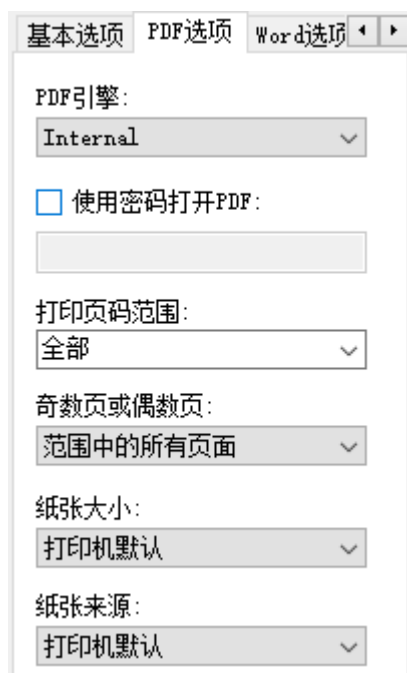 基本选项 PDF选项 Word选项
PDF引擎:
Internal
使用密码打开PDF:
打印页码范围:
全部
奇数页或偶数页:
范围中的所有页面
纸张大小:
打印机默认
纸张来源:
打印机默认